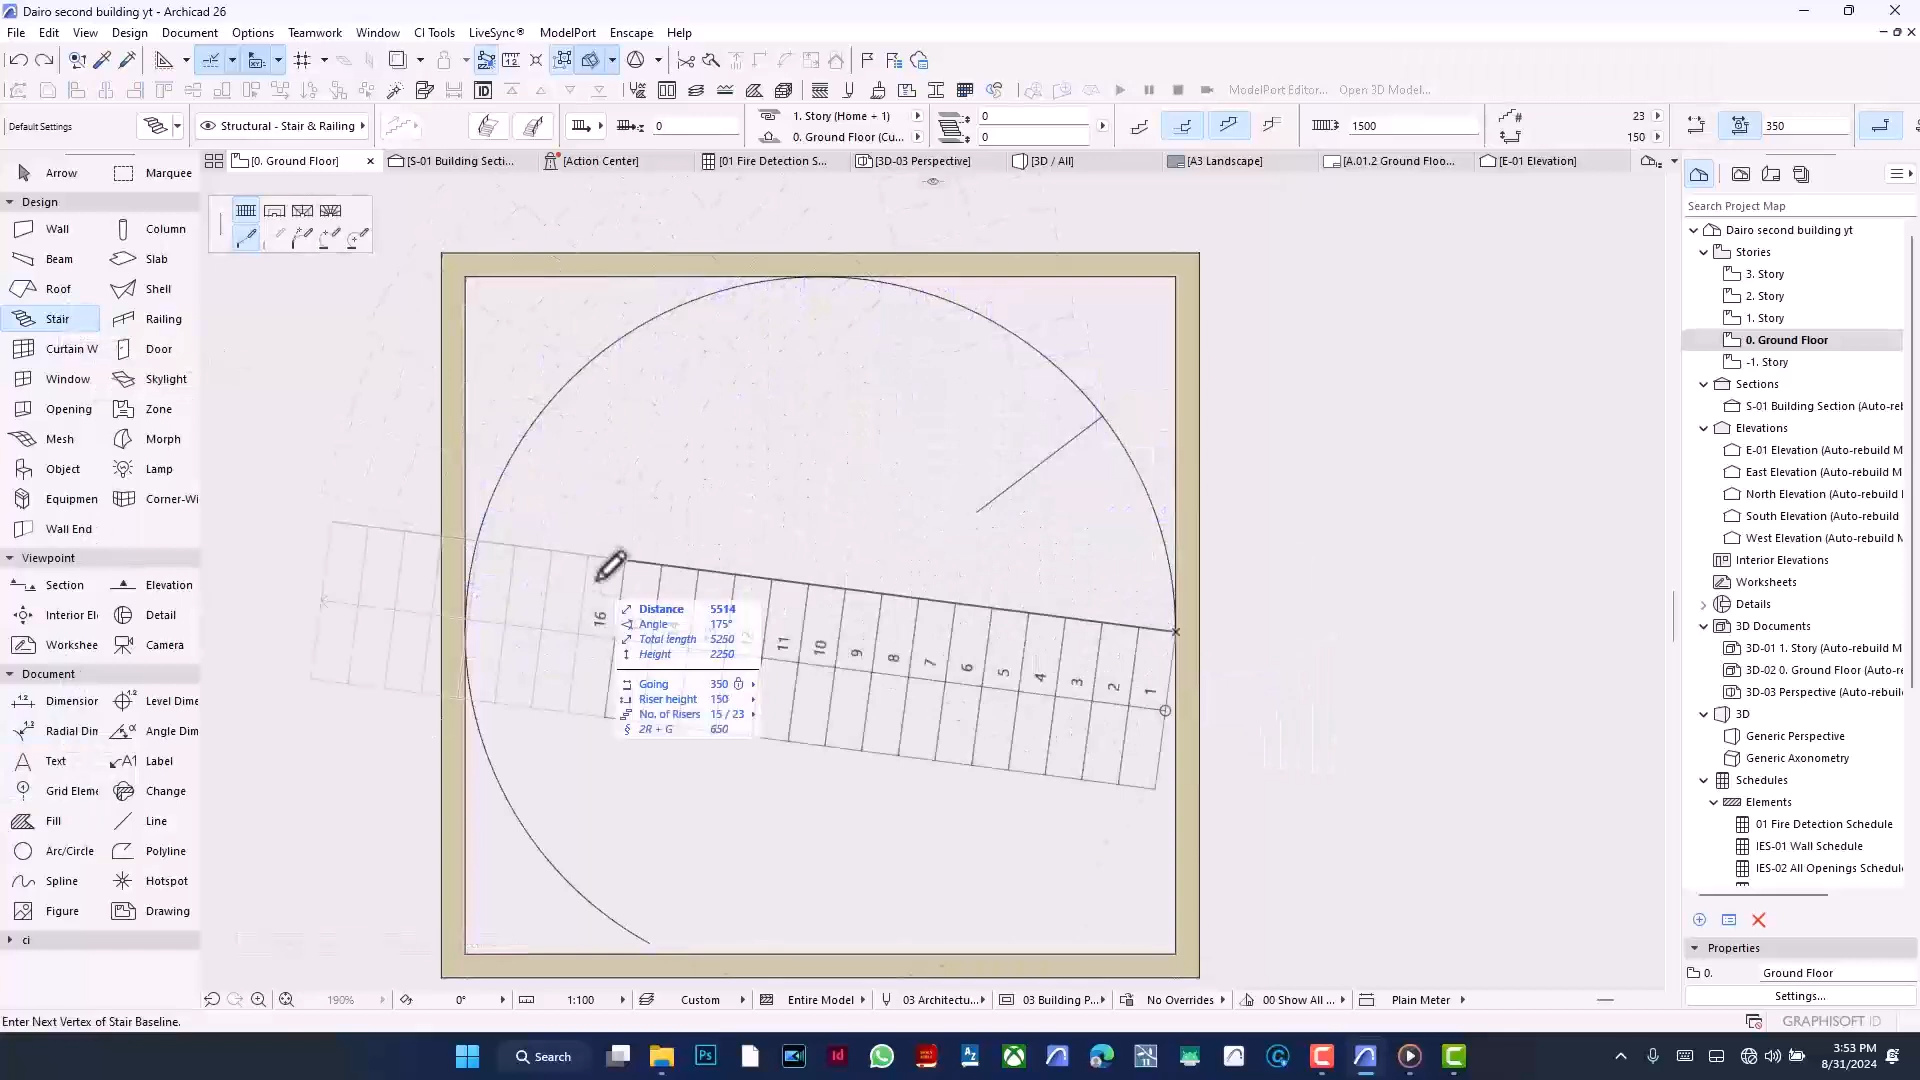 Dairo second building yt - Archicad 26
File Edit View Design Document Options Teamwork Window CI Tools LiveSync® ModelPort Enscape Help
ModelPort Editor... Open 3D Model...
Default Settings
Structural - Stair & Railing
0
1. Story (Home + 1)
0. Ground Floor (Cu...
0
0
1500
23
150
350
[0. Ground Floor] [S-01 Building Secti... [Action Center] [01 Fire Detection S... [3D-03 Perspective] [3D / All] [A3 Landscape] [A.01.2 Ground Floo... [E-01 Elevation]
Arrow Marquee
Design
Wall Column
Beam Slab
Roof Shell
Stair Railing
Curtain W Door
Window Skylight
Opening Zone
Mesh Morph
Object Lamp
Equipmen Corner-Wi
Wall End
Viewpoint
Section Elevation
Interior El Detail
Workshee Camera
Document
Dimension Level Dime
Radial Dim Angle Dim
Text Label
Grid Eleme Change
Fill Line
Arc/Circle Polyline
Spline Hotspot
Figure Drawing
ci
16
11
10
9
8
7
6
5
4
3
2
1
Distance 5514
Angle 175°
Total length 5250
Height 2250
Going 350
Riser height 150
No. of Risers 15 / 23
2R + G 650
Search Project Map
Dairo second building yt
Stories
3. Story
2. Story
1. Story
0. Ground Floor
-1. Story
Sections
S-01 Building Section (Auto-rel
Elevations
E-01 Elevation (Auto-rebuild M
East Elevation (Auto-rebuild M
North Elevation (Auto-rebuild
South Elevation (Auto-rebuild
West Elevation (Auto-rebuild M
Interior Elevations
Worksheets
Details
3D Documents
3D-01 1. Story (Auto-rebuild M
3D-02 0. Ground Floor (Auto-re
3D-03 Perspective (Auto-rebuil
3D
Generic Perspective
Generic Axonometry
Schedules
Elements
01 Fire Detection Schedule
IES-01 Wall Schedule
IES-02 All Openings Schedule
Properties
0. Ground Floor
Settings...
190% 0° 1:100 Custom Entire Model 03 Architectu... 03 Building P... No Overrides 00 Show All ... Plain Meter
Enter Next Vertex of Stair Baseline.
GRAPHISOFT ID
Search
3:53 PM
8/31/2024